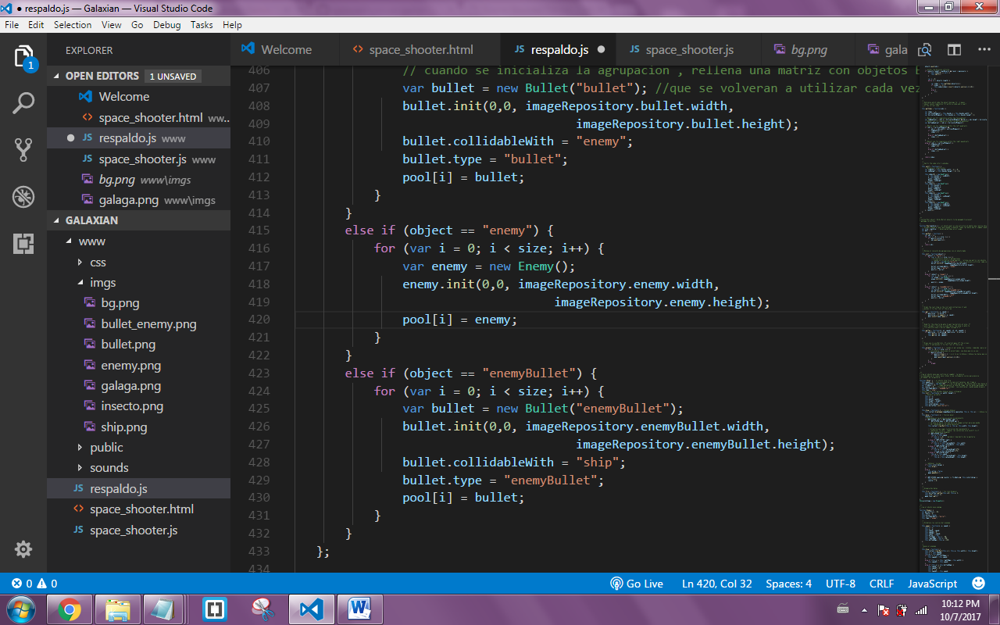 respaldo.js — Galaxian — Visual Studio Code
File Edit Selection View Go Debug Tasks Help
1
EXPLORER
OPEN EDITORS 1 UNSAVED
Welcome
space_shooter.html ww...
respaldo.js www
space_shooter.js www
bg.png www\imgs
galaga.png www\imgs
GALAXIAN
www
css
imgs
bg.png
bullet_enemy.png
bullet.png
enemy.png
galaga.png
insecto.png
ship.png
public
sounds
JS respaldo.js
space_shooter.html
JS space_shooter.js
Welcome <> space_shooter.html JS respaldo.js JS space_shooter.js bg.png gala
406 // cuando se inicializa la agrupacion , rellena una matriz con objetos
407 var bullet = new Bullet("bullet"); //que se volveran a utilizar cada vez
408 bullet.init(0,0, imageRepository.bullet.width,
409 imageRepository.bullet.height);
410 bullet.collidableWith = "enemy";
411 bullet.type = "bullet";
412 pool[i] = bullet;
413 }
414 }
415 else if (object == "enemy") {
416 for (var i = 0; i < size; i++) {
417 var enemy = new Enemy();
418 enemy.init(0,0, imageRepository.enemy.width,
419 imageRepository.enemy.height);
420 pool[i] = enemy;
421 }
422 }
423 else if (object == "enemyBullet") {
424 for (var i = 0; i < size; i++) {
425 var bullet = new Bullet("enemyBullet");
426 bullet.init(0,0, imageRepository.enemyBullet.width,
427 imageRepository.enemyBullet.height);
428 bullet.collidableWith = "ship";
429 bullet.type = "enemyBullet";
430 pool[i] = bullet;
431 }
432 }
433 };
434
0 0 Go Live Ln 420, Col 32 Spaces: 4 UTF-8 CRLF JavaScript
10:12 PM
10/7/2017